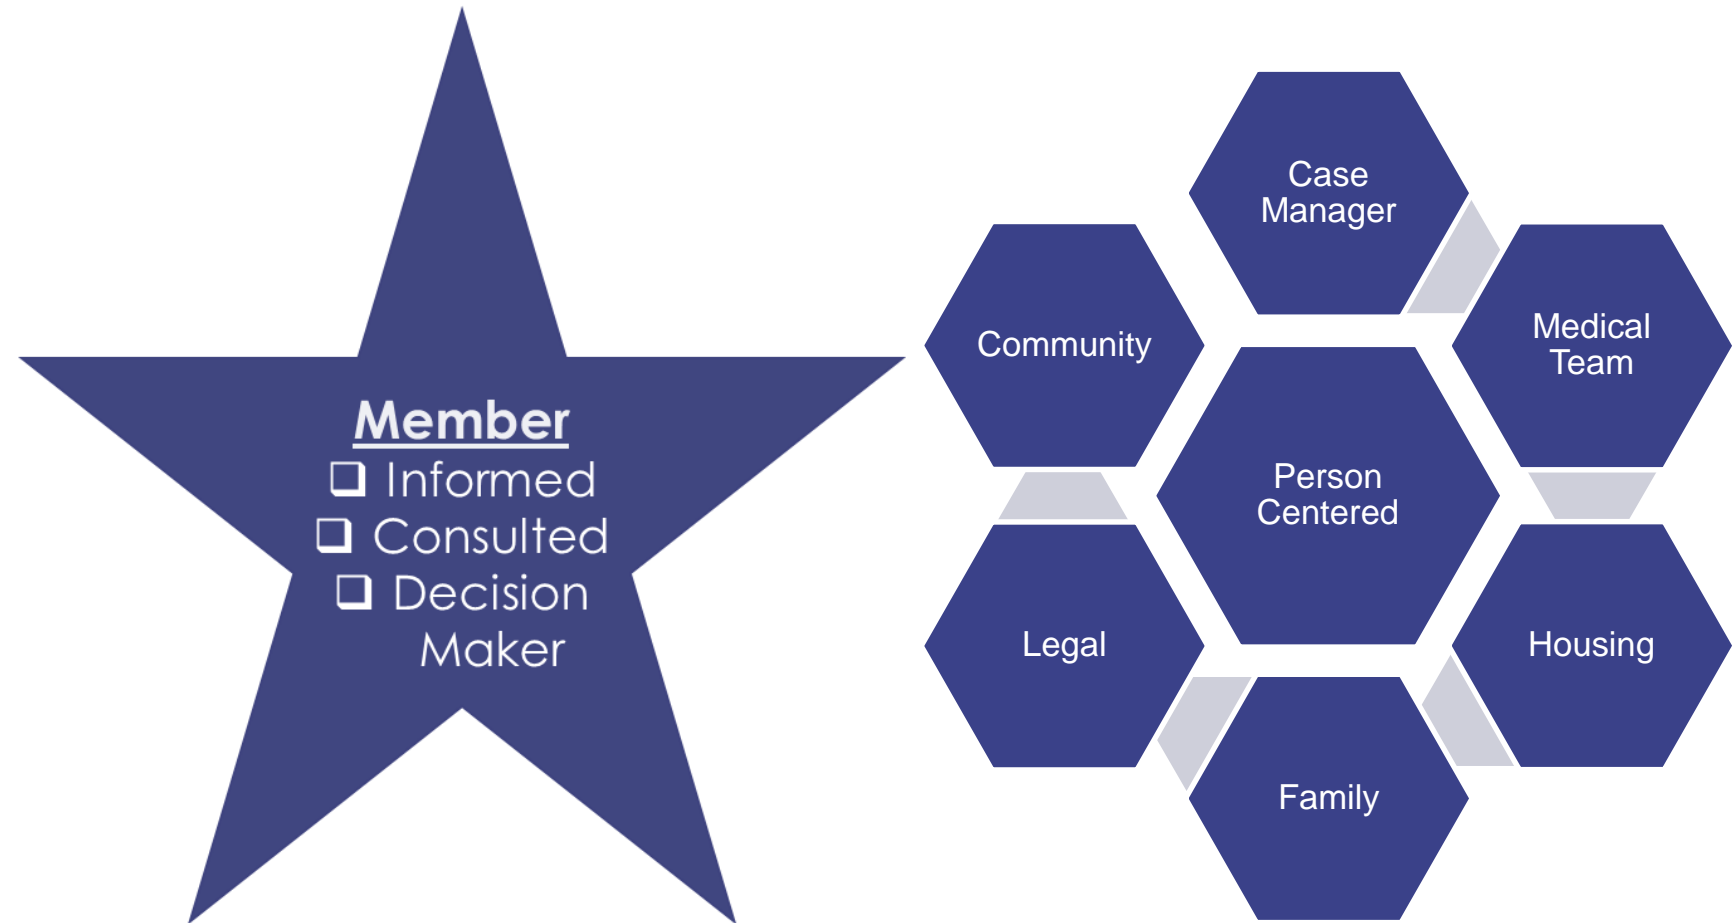 Member
❑ Informed
❑ Consulted
❑ Decision
Maker
Case
Manager
Medical
Team
Housing
Family
Legal
Community
Person
Centered